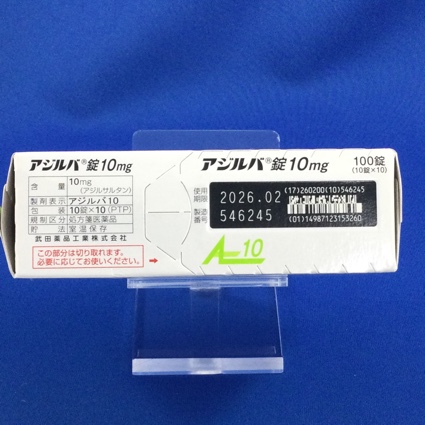 アジルバ®錠10mg
含量 10mg
(アジルサルタン)
製剤表示 アジルバ10
包装 10錠×10(PTP)
規制区分 処方箋医薬品
貯法 室温保存
武田薬品工業株式会社
この部分は切り取れます。
必要に応じてお使いください。
アジルバ®錠10mg 100錠
(10錠×10)
使用期限 2026.02
製造番号 546245
(17)260200(10)546245
(01)14987123153260
10